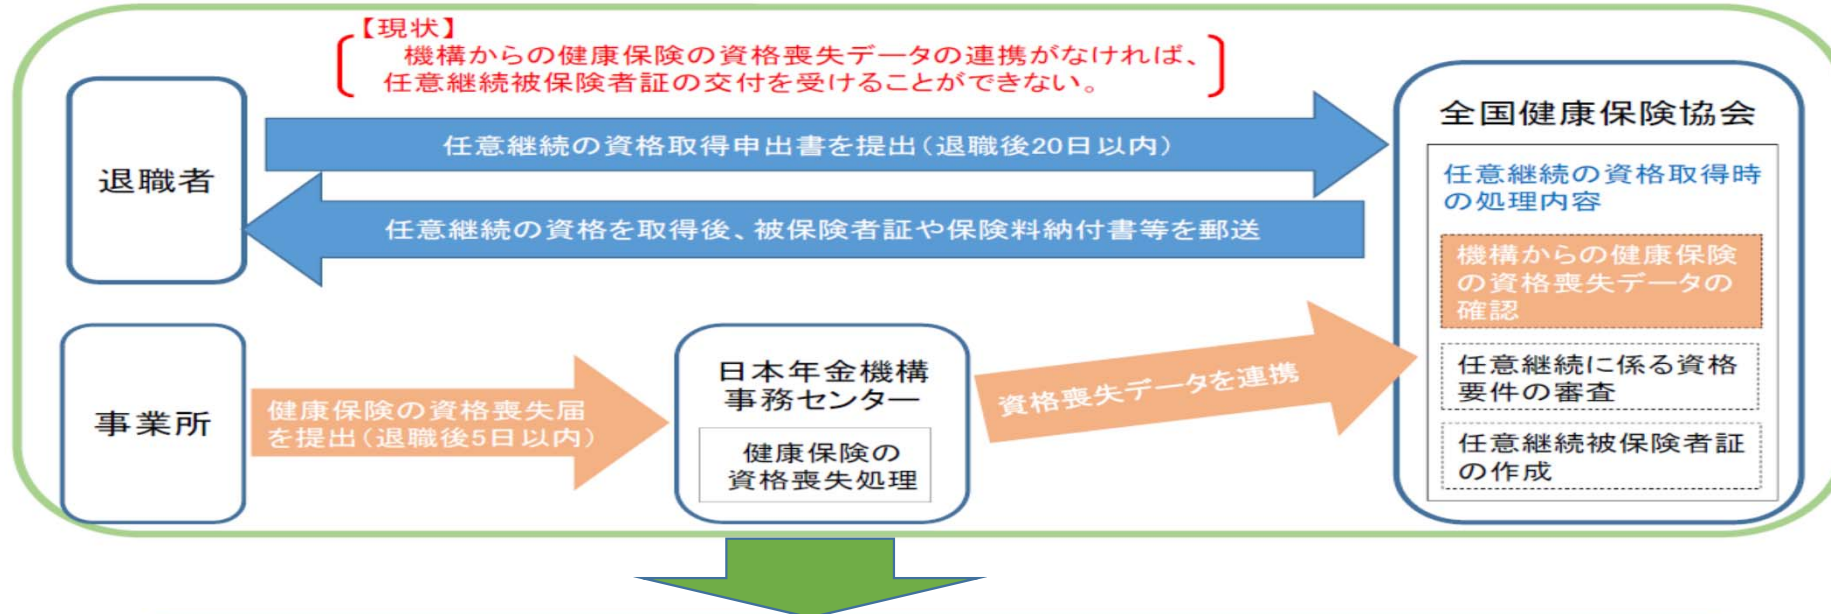 【現状】
機構からの健康保険の資格喪失データの連携がなければ、
任意継続被保険者証の交付を受けることができない。
退職者
任意継続の資格取得申出書を提出(退職後20日以内)
任意継続の資格を取得後、被保険者証や保険料納付書等を郵送
全国健康保険協会
任意継続の資格取得時
の処理内容
機構からの健康保険
の資格喪失データの
確認
任意継続に係る資格
要件の審査
任意継続被保険者証
の作成
事業所
健康保険の資格喪失届
を提出(退職後5日以内)
日本年金機構
事務センター
健康保険の
資格喪失処理
資格喪失データを連携